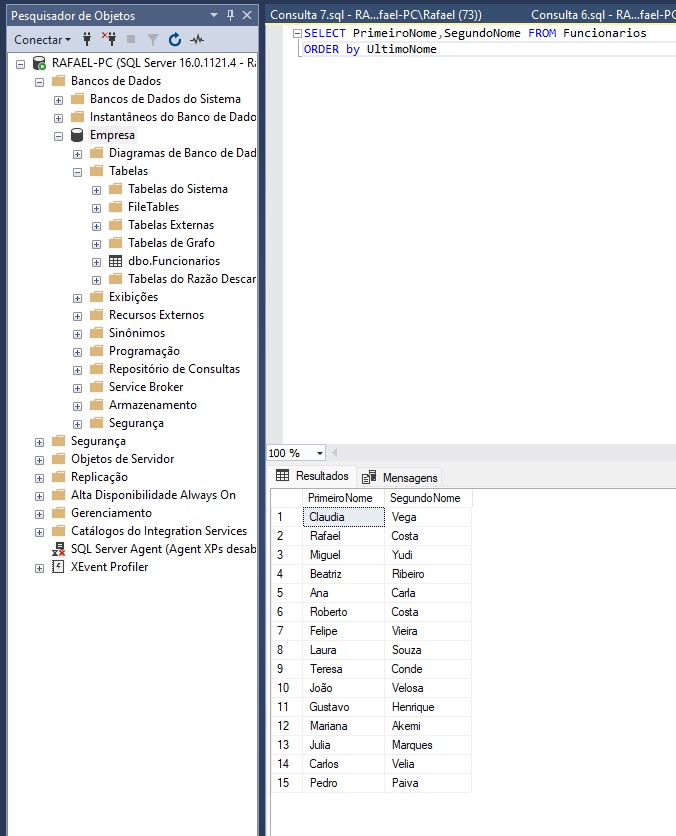 Pesquisador de Objetos
Conectar
RAFAEL-PC (SQL Server 16.0.1121.4 - Ra
Bancos de Dados
Bancos de Dados do Sistema
Instantâneos do Banco de Dado
Empresa
Diagramas de Banco de Dad
Tabelas
Tabelas do Sistema
FileTables
Tabelas Externas
Tabelas de Grafo
dbo.Funcionarios
Tabelas do Razão Descar
Exibições
Recursos Externos
Sinônimos
Programação
Repositório de Consultas
Service Broker
Armazenamento
Segurança
Segurança
Objetos de Servidor
Replicação
Alta Disponibilidade Always On
Gerenciamento
Catálogos do Integration Services
SQL Server Agent (Agent XPs desab
XEvent Profiler
Consulta 7.sql - RA...fael-PC\Rafael (73)) Consulta 6.sql - RA...fael-PC
SELECT PrimeiroNome,SegundoNome FROM Funcionarios
ORDER by UltimoNome
100 %
Resultados Mensagens
PrimeiroNome SegundoNome
1 Claudia Vega
2 Rafael Costa
3 Miguel Yudi
4 Beatriz Ribeiro
5 Ana Carla
6 Roberto Costa
7 Felipe Vieira
8 Laura Souza
9 Teresa Conde
10 João Velosa
11 Gustavo Henrique
12 Mariana Akemi
13 Julia Marques
14 Carlos Velia
15 Pedro Paiva